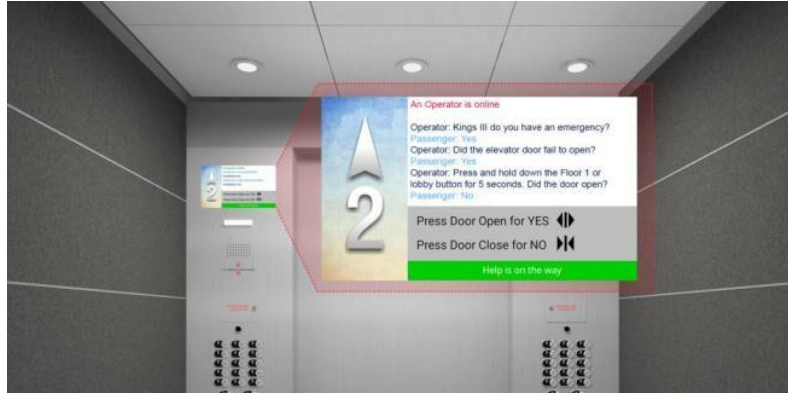 An Operator is online
Operator: Kings III do you have an emergency?
Passenger: Yes
Operator: Did the elevator door fail to open?
Passenger: Yes
Operator: Press and hold down the Floor 1 or
lobby button for 5 seconds. Did the door open?
Passenger: No
2
Press Door Open for YES
Press Door Close for NO
Help is on the way